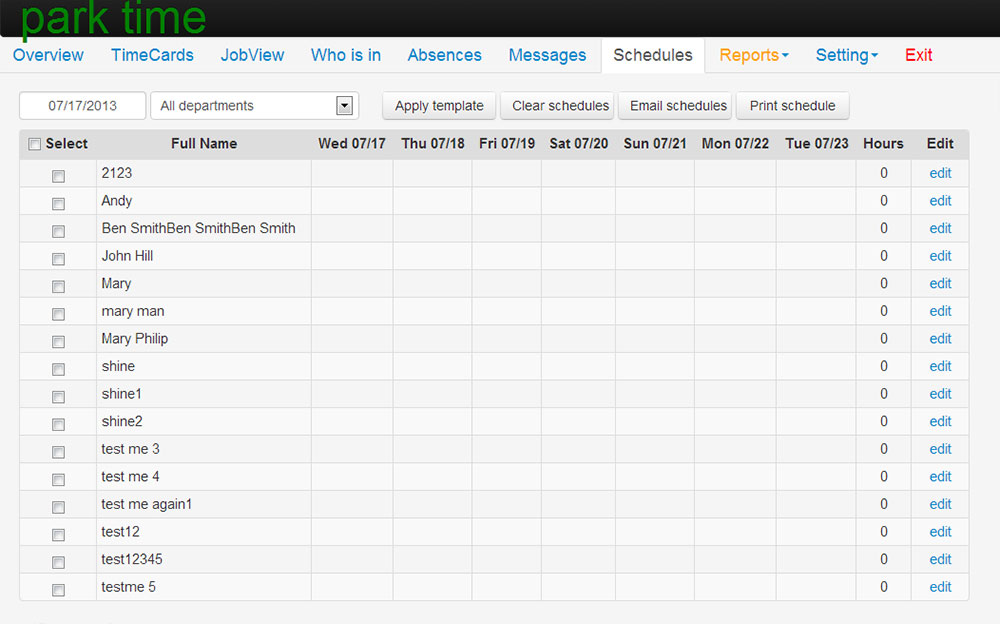 park time
Overview TimeCards JobView Who is in Absences Messages Schedules Reports Setting Exit
07/17/2013 All departments Apply template Clear schedules Email schedules Print schedule
Select Full Name Wed 07/17 Thu 07/18 Fri 07/19 Sat 07/20 Sun 07/21 Mon 07/22 Tue 07/23 Hours Edit
2123 0 edit
Andy 0 edit
Ben SmithBen SmithBen Smith 0 edit
John Hill 0 edit
Mary 0 edit
mary man 0 edit
Mary Philip 0 edit
shine 0 edit
shine1 0 edit
shine2 0 edit
test me 3 0 edit
test me 4 0 edit
test me again1 0 edit
test12 0 edit
test12345 0 edit
testme 5 0 edit